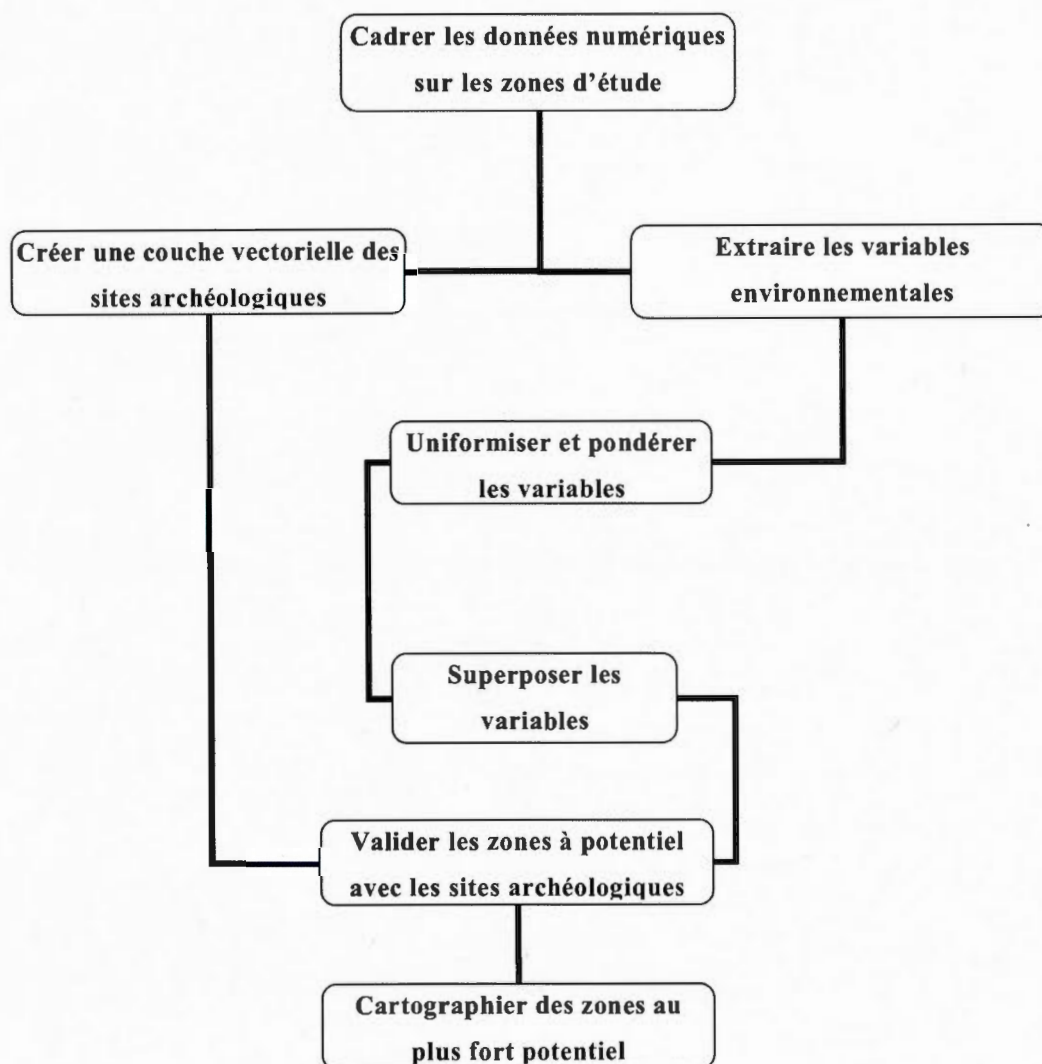 Cadrer les données numériques
sur les zones d'étude
Créer une couche vectorielle des
sites archéologiques
Extraire les variables
environnementales
Uniformiser et pondérer
les variables
Superposer les
variables
Valider les zones à potentiel
avec les sites archéologiques
Cartographier des zones au
plus fort potentiel